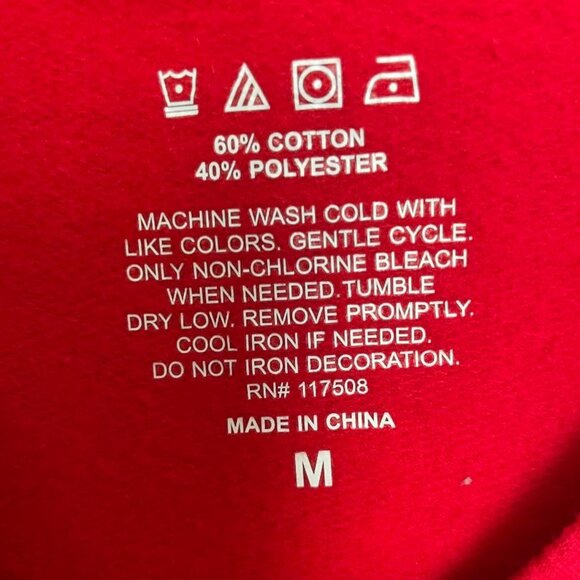 60% COTTON
40% POLYESTER
MACHINE WASH COLD WITH
LIKE COLORS. GENTLE CYCLE.
ONLY NON-CHLORINE BLEACH
WHEN NEEDED.TUMBLE
DRY LOW. REMOVE PROMPTLY.
COOL IRON IF NEEDED.
DO NOT IRON DECORATION.
RN# 117508
MADE IN CHINA
M